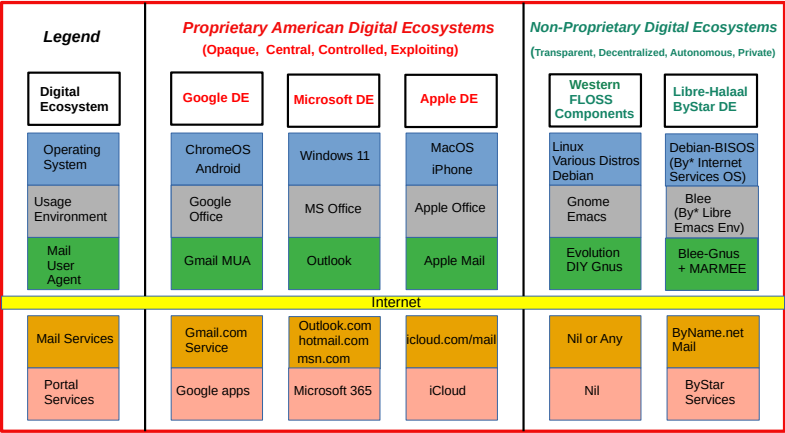 Legend
Proprietary American Digital Ecosystems
(Opaque, Central, Controlled, Exploiting)
Non-Proprietary Digital Ecosystems
(Transparent, Decentralized, Autonomous, Private)
Digital
Ecosystem
Google DE
Microsoft DE
Apple DE
Western
FLOSS
Components
Libre-Halaal
ByStar DE
Operating
System
ChromeOS
Android
Windows 11
MacOS
iPhone
Linux
Various Distros
Debian
Debian-BISOS
(By* Internet
Services OS)
Usage
Environment
Google
Office
MS Office
Apple Office
Gnome
Emacs
Blee
(By* Libre
Emacs Env)
Mail
User
Agent
Gmail MUA
Outlook
Apple Mail
Evolution
DIY Gnus
Blee-Gnus
+ MARMEE
Internet
Mail Services
Gmail.com
Service
Outlook.com
hotmail.com
msn.com
icloud.com/mail
Nil or Any
ByName.net
Mail
Portal
Services
Google apps
Microsoft 365
iCloud
Nil
ByStar
Services